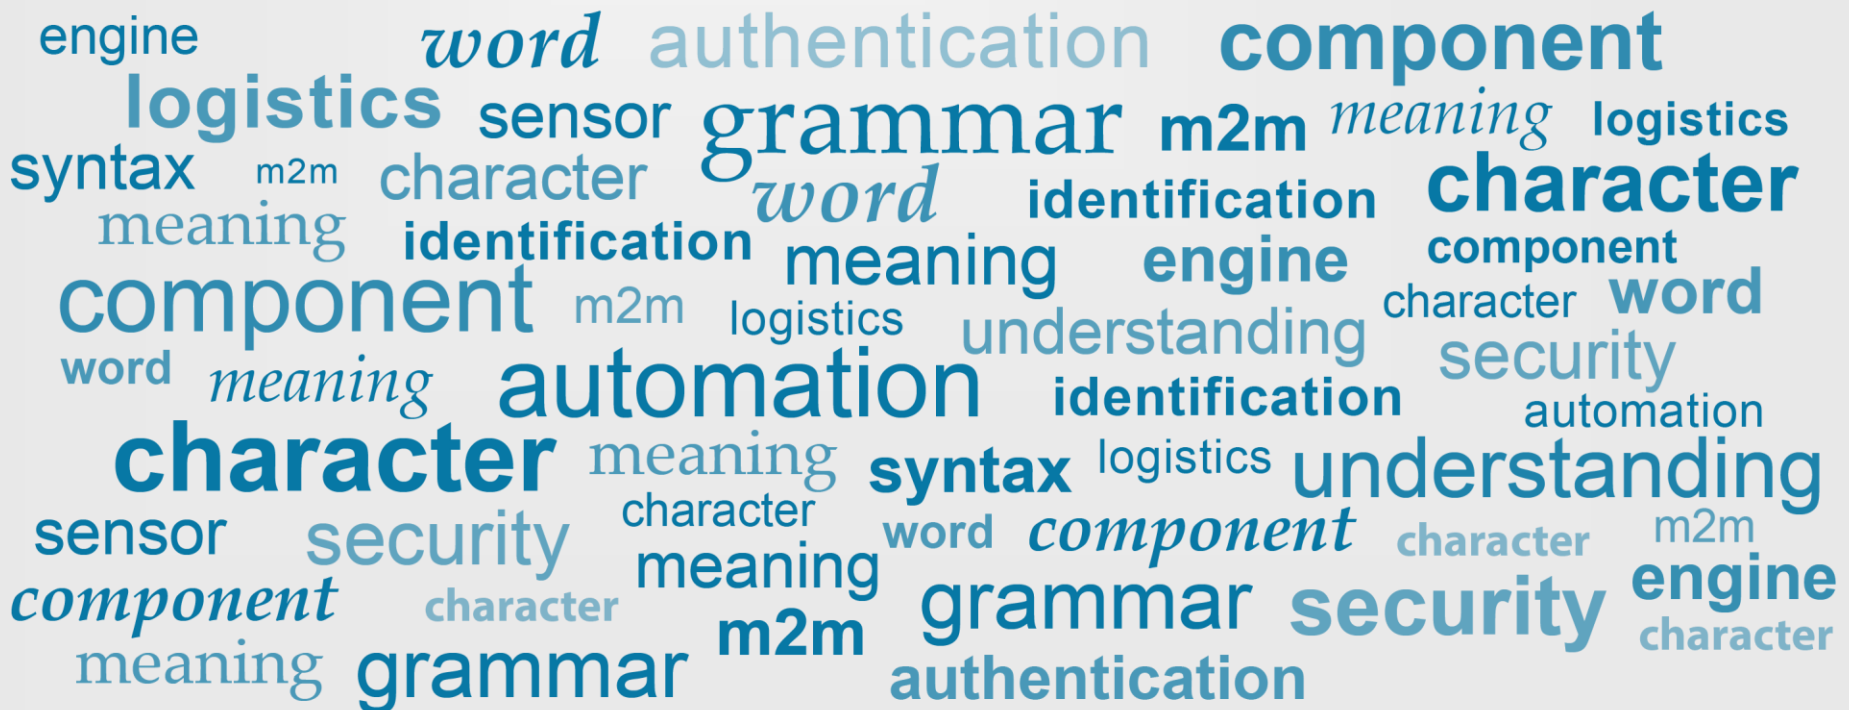 engine word authentication component
logistics sensor grammar m2m meaning logistics
syntax m2m character word identification character
meaning identification meaning engine component
component m2m logistics understanding character word
word meaning automation identification security
automation
character meaning syntax logistics understanding
sensor security character word component character m2m
component character meaning grammar security engine
meaning grammar m2m authentication character